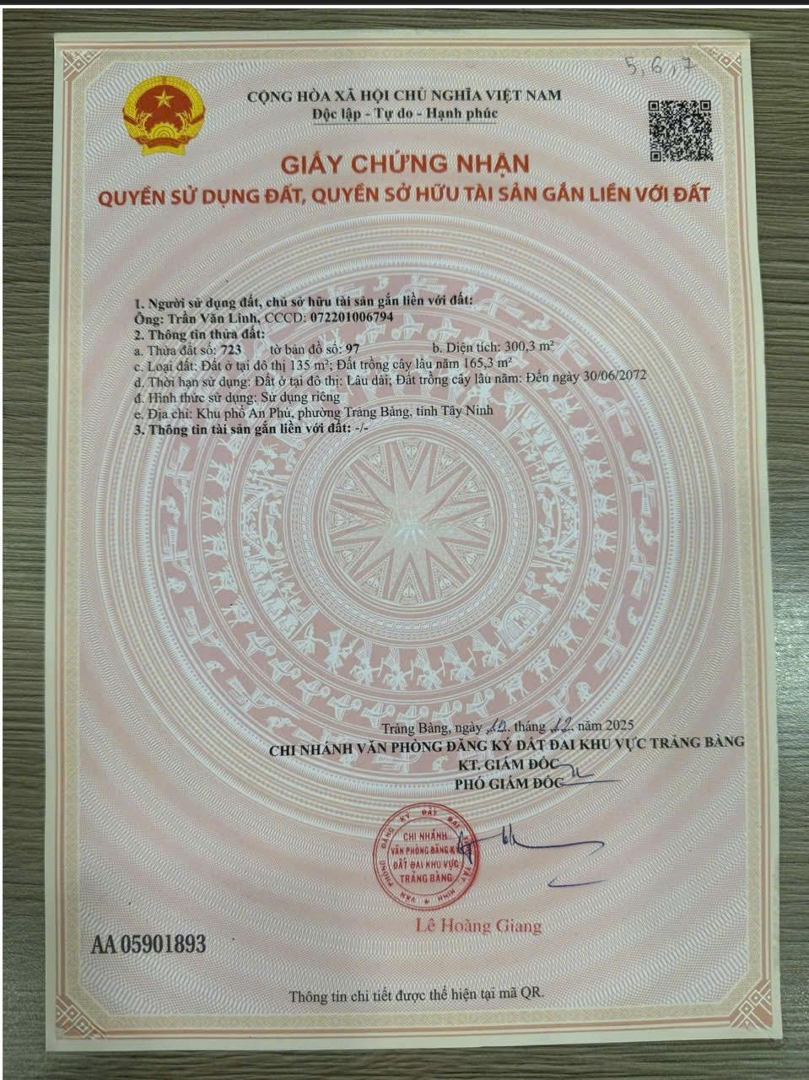 5, 6, 7
CỘNG HÒA XÃ HỘI CHỦ NGHĨA VIỆT NAM
Độc lập - Tự do - Hạnh phúc
GIẤY CHỨNG NHẬN
QUYỀN SỬ DỤNG ĐẤT, QUYỀN SỞ HỮU TÀI SẢN GẮN LIỀN VỚI ĐẤT
1. Người sử dụng đất, chủ sở hữu tài sản gắn liền với đất:
Ông: Trần Văn Linh, CCCD: 072201006794
2. Thông tin thửa đất:
a. Thửa đất số: 723 tờ bản đồ số: 97 b. Diện tích: 300,3 m²
c. Loại đất: Đất ở tại đô thị 135 m²; Đất trồng cây lâu năm 165,3 m²
d. Thời hạn sử dụng: Đất ở tại đô thị: Lâu dài; Đất trồng cây lâu năm: Đến ngày 30/06/2072
đ. Hình thức sử dụng: Sử dụng riêng
e. Địa chỉ: Khu phố An Phú, phường Trảng Bàng, tỉnh Tây Ninh
3. Thông tin tài sản gắn liền với đất: -/-
Trảng Bàng, ngày 12 tháng 12 năm 2025
CHI NHÁNH VĂN PHÒNG ĐĂNG KÝ ĐẤT ĐAI KHU VỰC TRẢNG BÀNG
KT. GIÁM ĐỐC
PHÓ GIÁM ĐỐC
VĂN PHÒNG ĐĂNG KÝ ĐẤT ĐAI TỈNH TÂY NINH
CHI NHÁNH
VĂN PHÒNG ĐĂNG KÝ
ĐẤT ĐAI KHU VỰC
TRẢNG BÀNG
Lê Hoàng Giang
AA 05901893
Thông tin chi tiết được thể hiện tại mã QR.